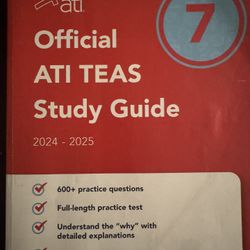 ati
7
Official
ATI TEAS
Study Guide
2024 - 2025
600+ practice questions
Full-length practice test
Understand the "why" with
detailed explanations